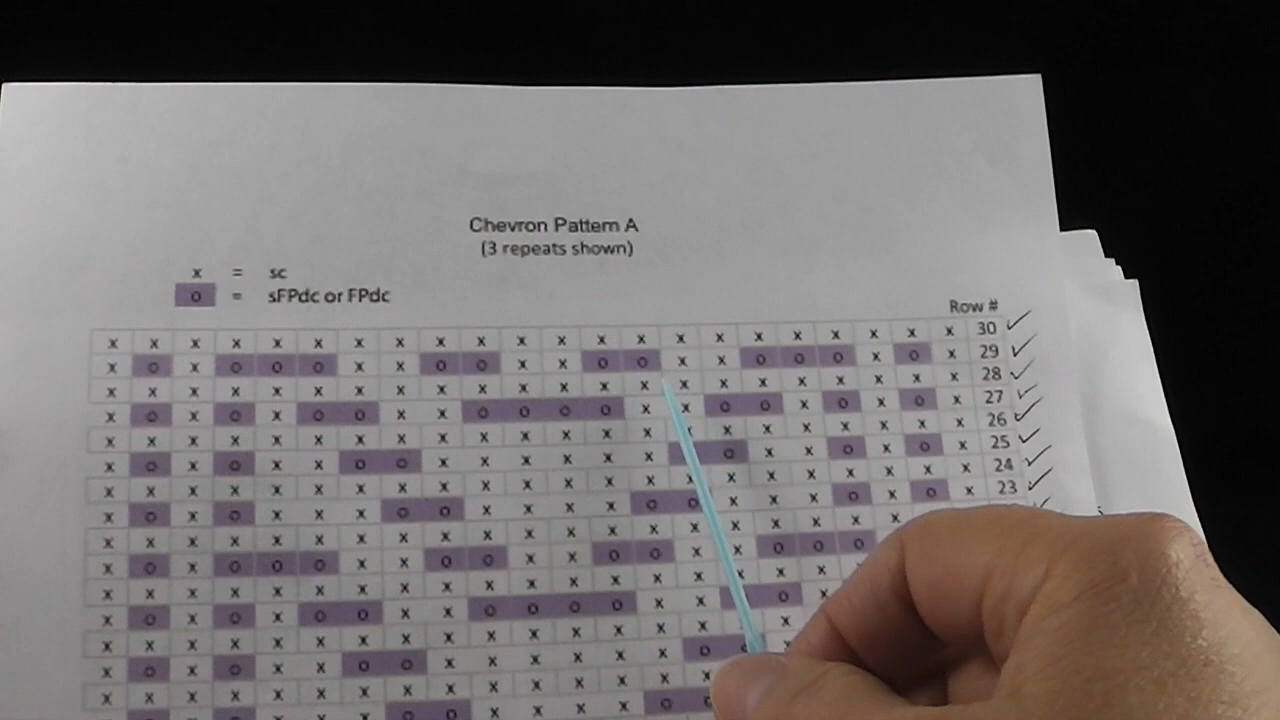 Chevron Pattern A
(3 repeats shown)
x = sc
o = sFPdc or FPdc
Row #
x x x x x x x x x x x x x x x x x x x x x x 30
x o x o o o x x o o x x o o x x o o o x o x 29
x x x x x x x x x x x x x x x x x x x x x x 28
x o x o x o o x x o o o o x x o o x o x o x 27
x x x x x x x x x x x x x x x x x x x x x x 26
x o x o x x o o x x x x x x o x x o x o x 25
x x x x x x x x x x x x x x x x x x x x x x 24
x o x o x x x o o x x x x o o x x x o x o x 23
x x x x x x x x x x x x x x x x x x x x
x o x o o o x x o o x x o o x x o o o
x x x x x x x x x x x x x x x x x x
x o x o x o o x x o o o o x x o
x x x x x x x x x x x x x x x x
x o x o x x o o x x x x x x o
x x x x x x x x x x x x x x x
o o x x x o o x x x x o